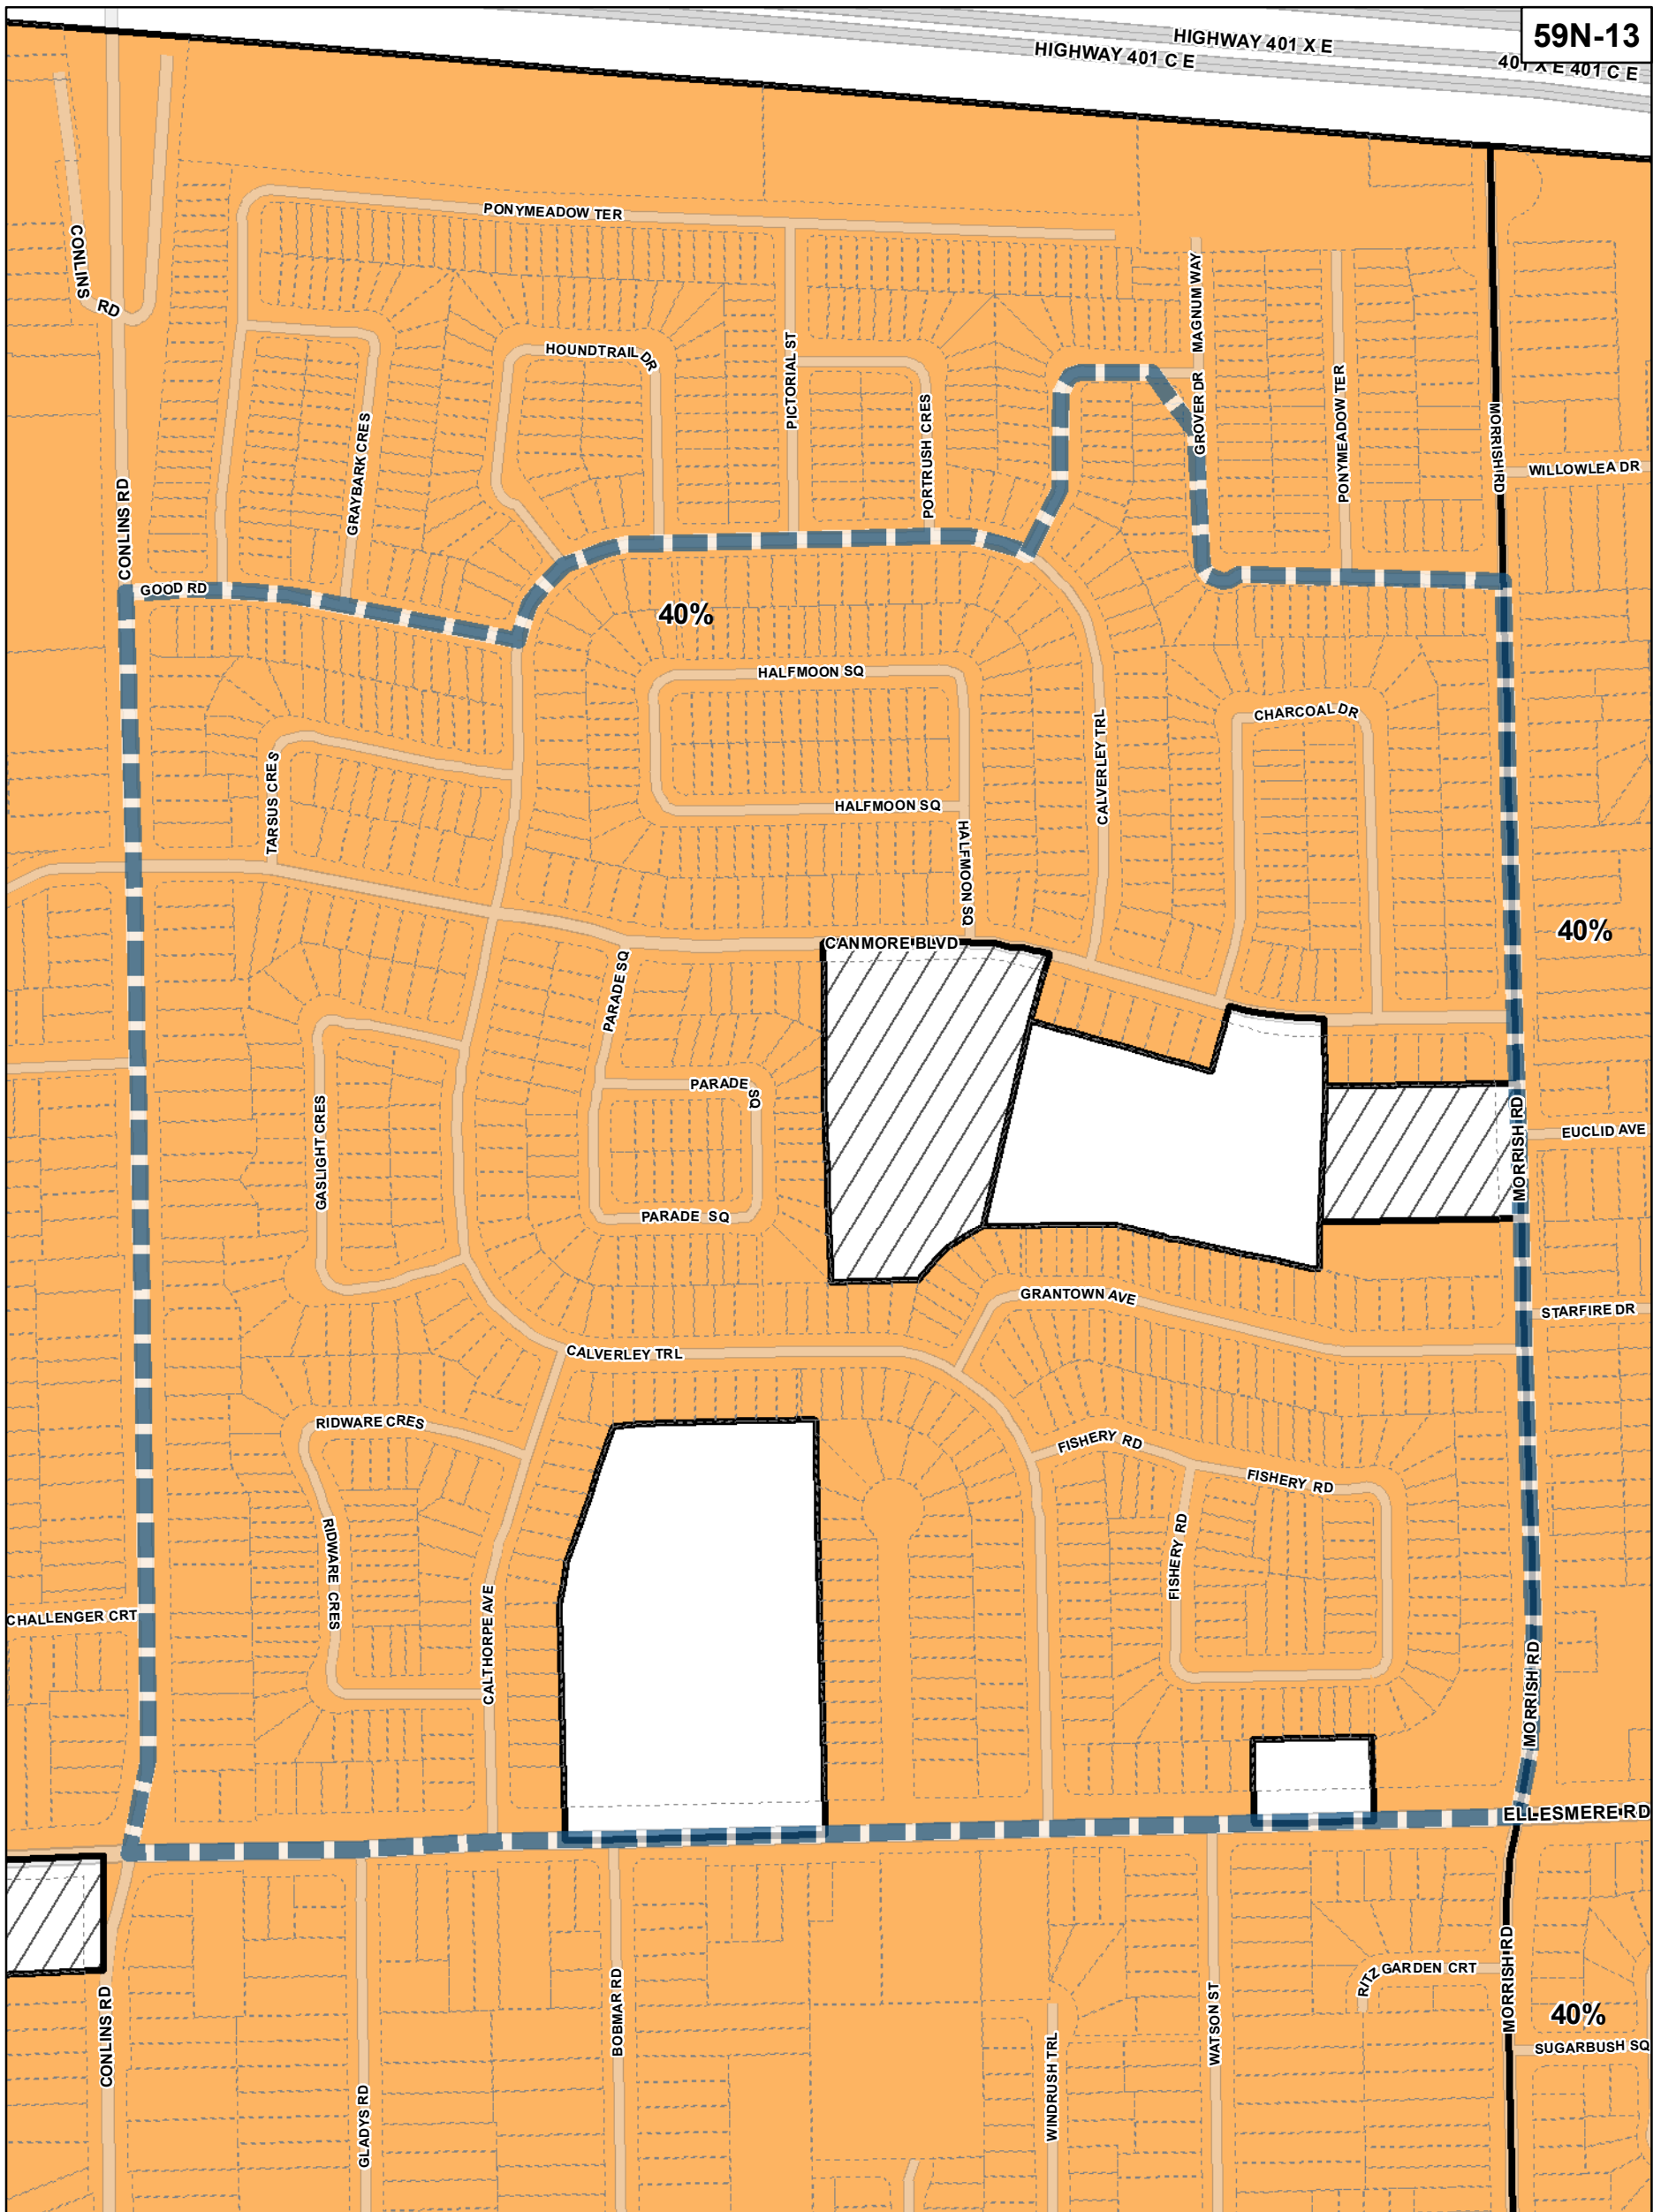 59N-13
HIGHWAY 401 X E
HIGHWAY 401 C E
401 X E 401 C E
PONYMEADOW TER
CONLINS
RD
MAGNUM WAY
HOUNDTRAIL DR
PICTORIAL ST
GROVER DR
PONYMEADOW TER
PORTRUSH CRES
GRAYBARK CRES
MORRISH RD
WILLOWLEA DR
CONLINS RD
GOOD RD
40%
HALFMOON SQ
CHARCOAL DR
CALVERLEY TRL
TARSUS CRES
HALFMOON SQ
HALFMOON SQ
40%
CANMORE BLVD
PARADE SQ
PARADE SQ
GASLIGHT CRES
MORRISH RD
EUCLID AVE
PARADE SQ
GRANTOWN AVE
STARFIRE DR
CALVERLEY TRL
RIDWARE CRES
FISHERY RD
FISHERY RD
RIDWARE CRES
FISHERY RD
CHALLENGER CRT
CALTHORPE AVE
MORRISH RD
ELLESMERE RD
CONLINS RD
GLADYS RD
BOBMAR RD
WINDRUSH TRL
WATSON ST
RITZ GARDEN CRT
MORRISH RD
40%
SUGARBUSH SQ